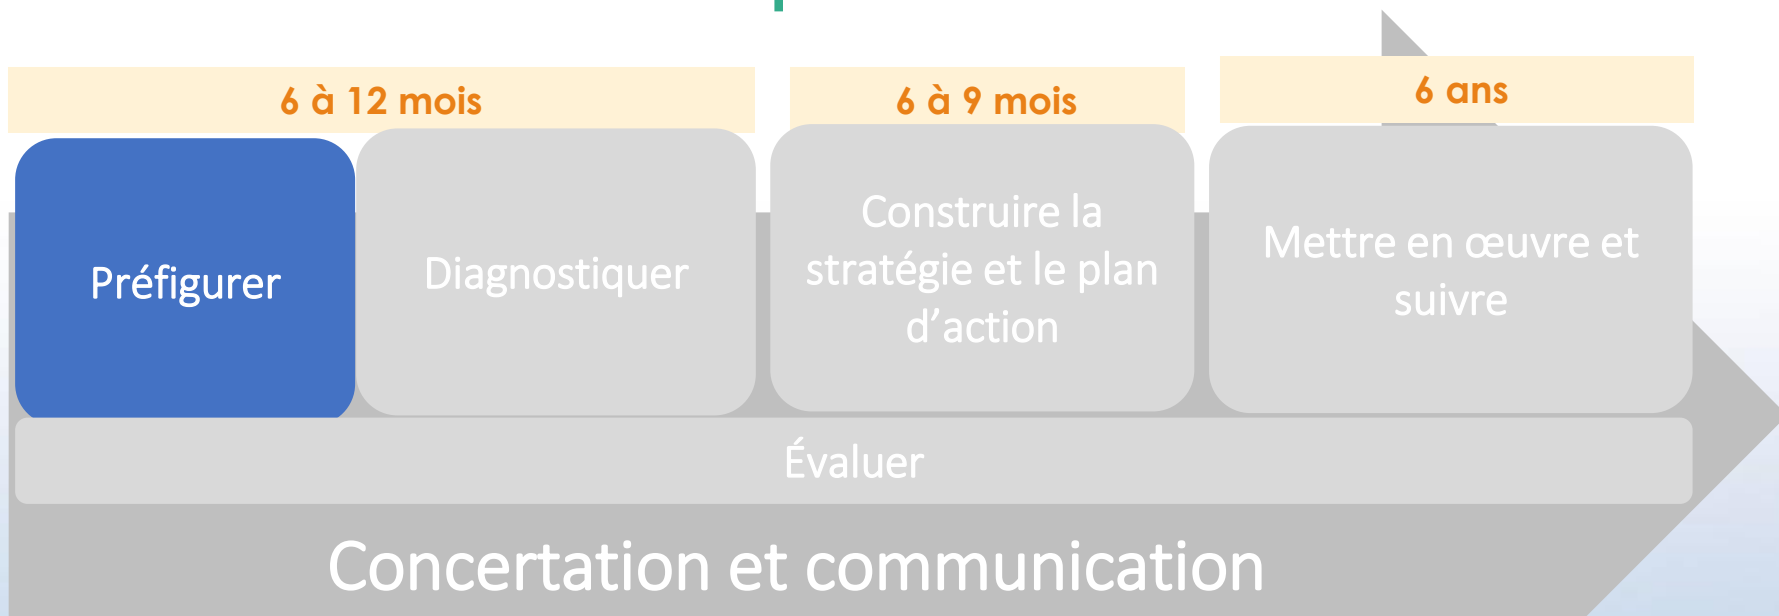 6 à 12 mois
6 à 9 mois
6 ans
Préfigurer
Diagnostiquer
Construire la
stratégie et le plan
d’action
Mettre en œuvre et
suivre
Évaluer
Concertation et communication